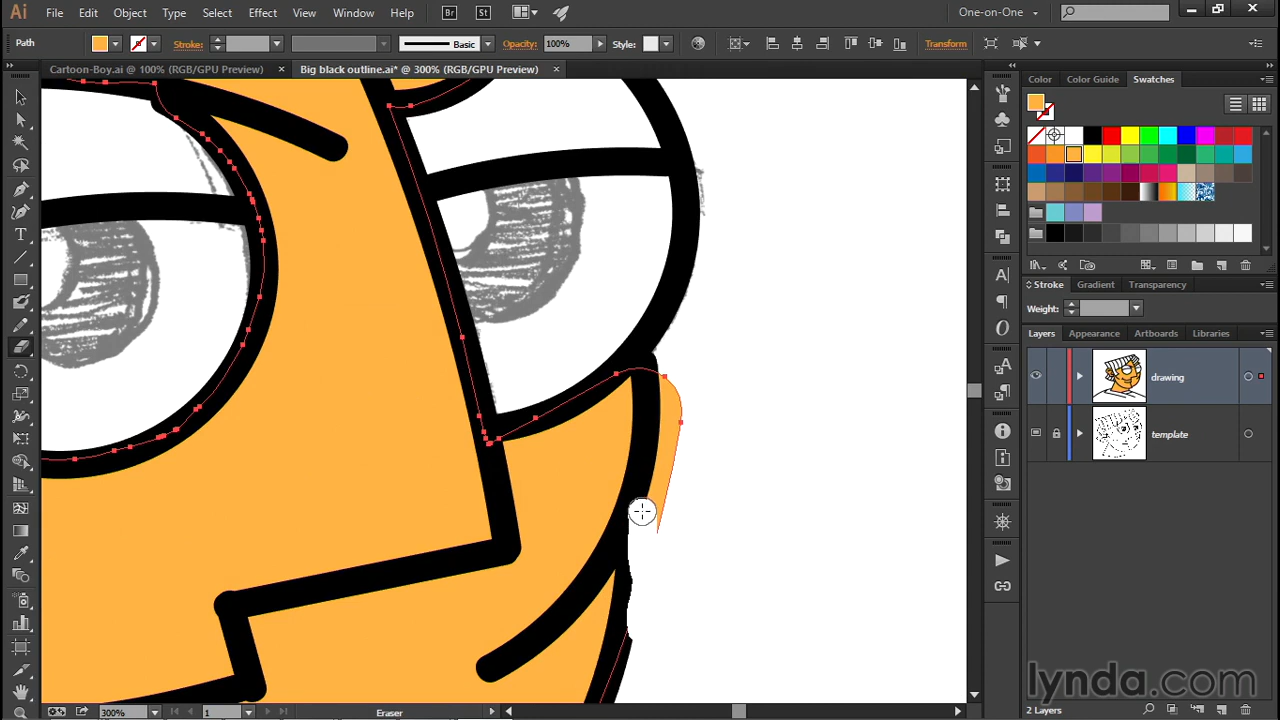 Ai File Edit Object Type Select Effect View Window Help Br St One-on-One
Path Stroke: Basic Opacity: 100% Style: Transform
Cartoon-Boy.ai @ 100% (RGB/GPU Preview) × Big black outline.ai* @ 300% (RGB/GPU Preview) ×
Color Color Guide Swatches
Stroke Gradient Transparency
Weight:
Layers Appearance Artboards Libraries
drawing
template
lynda.com
2 Layers
300% 1 Eraser